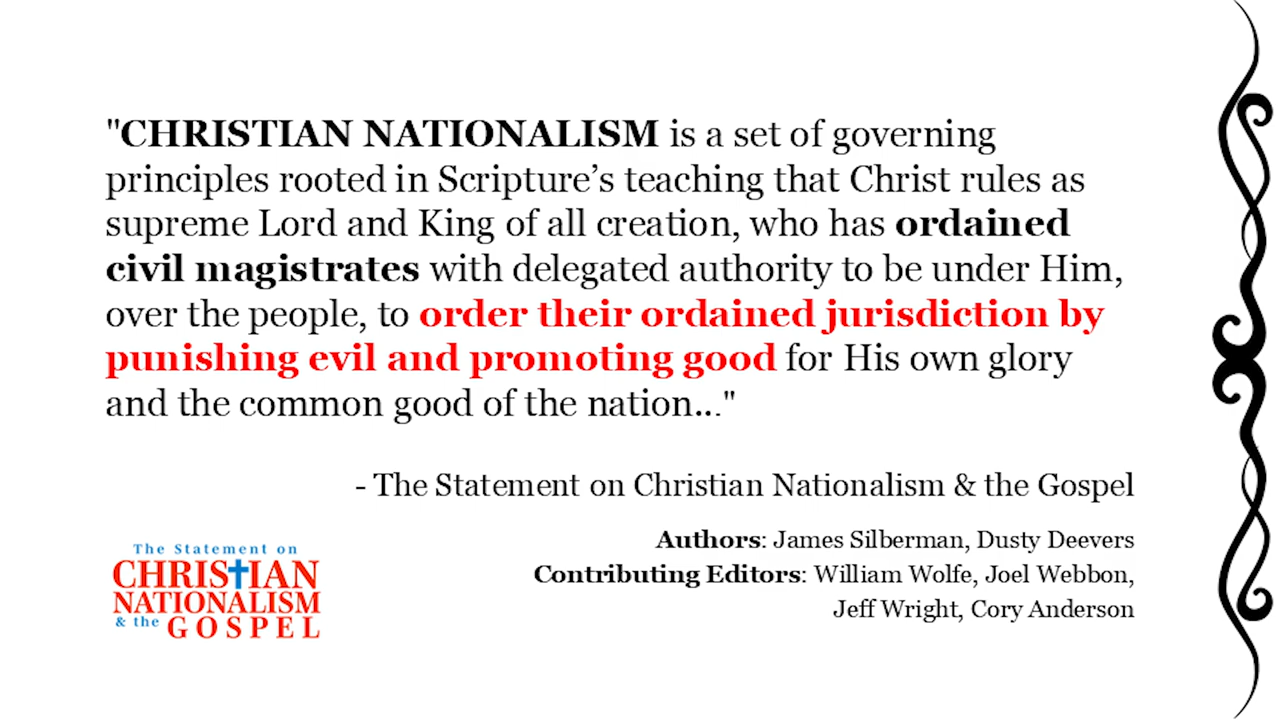 "CHRISTIAN NATIONALISM is a set of governing
principles rooted in Scripture’s teaching that Christ rules as
supreme Lord and King of all creation, who has ordained
civil magistrates with delegated authority to be under Him,
over the people, to order their ordained jurisdiction by
punishing evil and promoting good for His own glory
and the common good of the nation..."
- The Statement on Christian Nationalism & the Gospel
Authors: James Silberman, Dusty Deevers
Contributing Editors: William Wolfe, Joel Webbon,
Jeff Wright, Cory Anderson
The Statement on
CHRISTIAN
NATIONALISM
& the GOSPEL